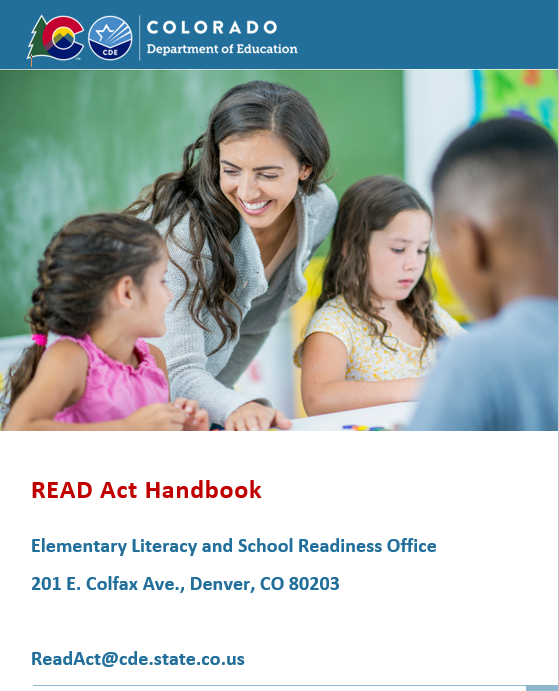 COLORADO
CDE
Department of Education
READ Act Handbook
Elementary Literacy and School Readiness Office
201 E. Colfax Ave., Denver, CO 80203
ReadAct@cde.state.co.us